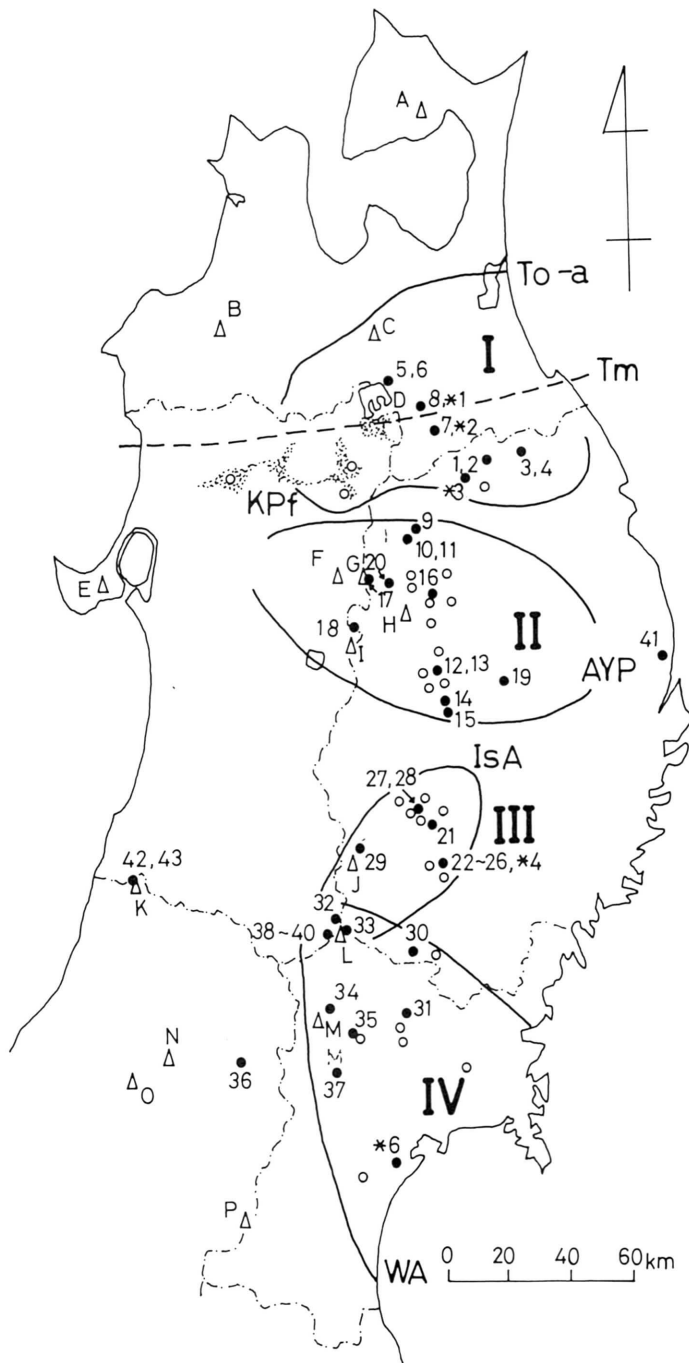 A
To-a
B
C
I
5,6
Tm
D
8,*1
7,*2
1,2
3,4
*3
KPf
9
10,11
F
G
20
16
E
17
H
18
II
I
41
12,13
19
AYP
14
15
IsA
27,28
III
21
42,43
29
J
22~26,*4
K
32
33
30
38~40
L
34
31
N
M
35
M
O
36
37
IV
*6
P
WA
0 20 40 60km